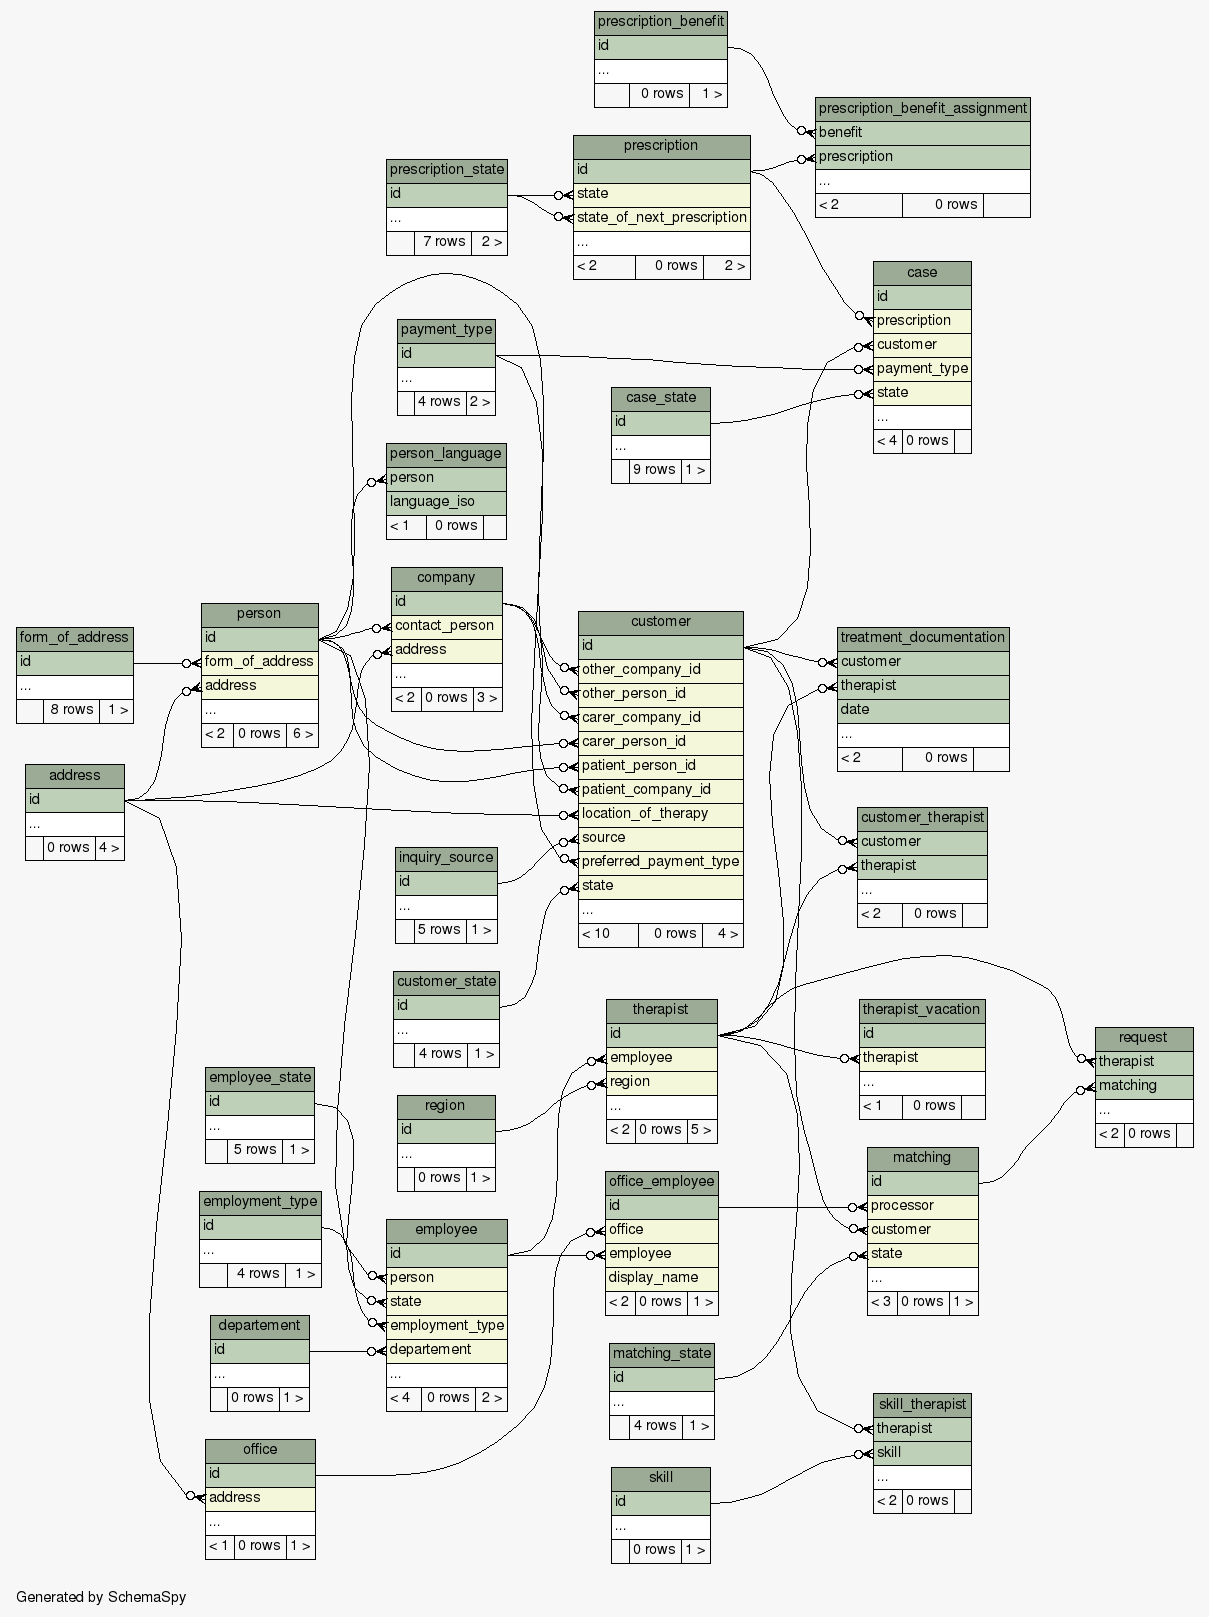 prescription_benefit
id
...
0 rows 1 >
prescription_benefit_assignment
benefit
prescription
...
< 2 0 rows
prescription
id
state
state_of_next_prescription
...
< 2 0 rows 2 >
prescription_state
id
...
7 rows 2 >
case
id
prescription
customer
payment_type
state
...
< 4 0 rows
payment_type
id
...
4 rows 2 >
case_state
id
...
9 rows 1 >
person_language
person
language_iso
< 1 0 rows
company
id
contact_person
address
...
< 2 0 rows 3 >
person
id
form_of_address
address
...
< 2 0 rows 6 >
form_of_address
id
...
8 rows 1 >
customer
id
other_company_id
other_person_id
carer_company_id
carer_person_id
patient_person_id
patient_company_id
location_of_therapy
source
preferred_payment_type
state
...
< 10 0 rows 4 >
treatment_documentation
customer
therapist
date
...
< 2 0 rows
address
id
...
0 rows 4 >
customer_therapist
customer
therapist
...
< 2 0 rows
inquiry_source
id
...
5 rows 1 >
customer_state
id
...
4 rows 1 >
therapist
id
employee
region
...
< 2 0 rows 5 >
therapist_vacation
id
therapist
...
< 1 0 rows
request
therapist
matching
...
< 2 0 rows
employee_state
id
...
5 rows 1 >
region
id
...
0 rows 1 >
matching
id
processor
customer
state
...
< 3 0 rows 1 >
office_employee
id
office
employee
display_name
< 2 0 rows 1 >
employment_type
id
...
4 rows 1 >
employee
id
person
state
employment_type
departement
...
< 4 0 rows 2 >
departement
id
...
0 rows 1 >
matching_state
id
...
4 rows 1 >
skill_therapist
therapist
skill
...
< 2 0 rows
office
id
address
...
< 1 0 rows 1 >
skill
id
...
0 rows 1 >
Generated by SchemaSpy